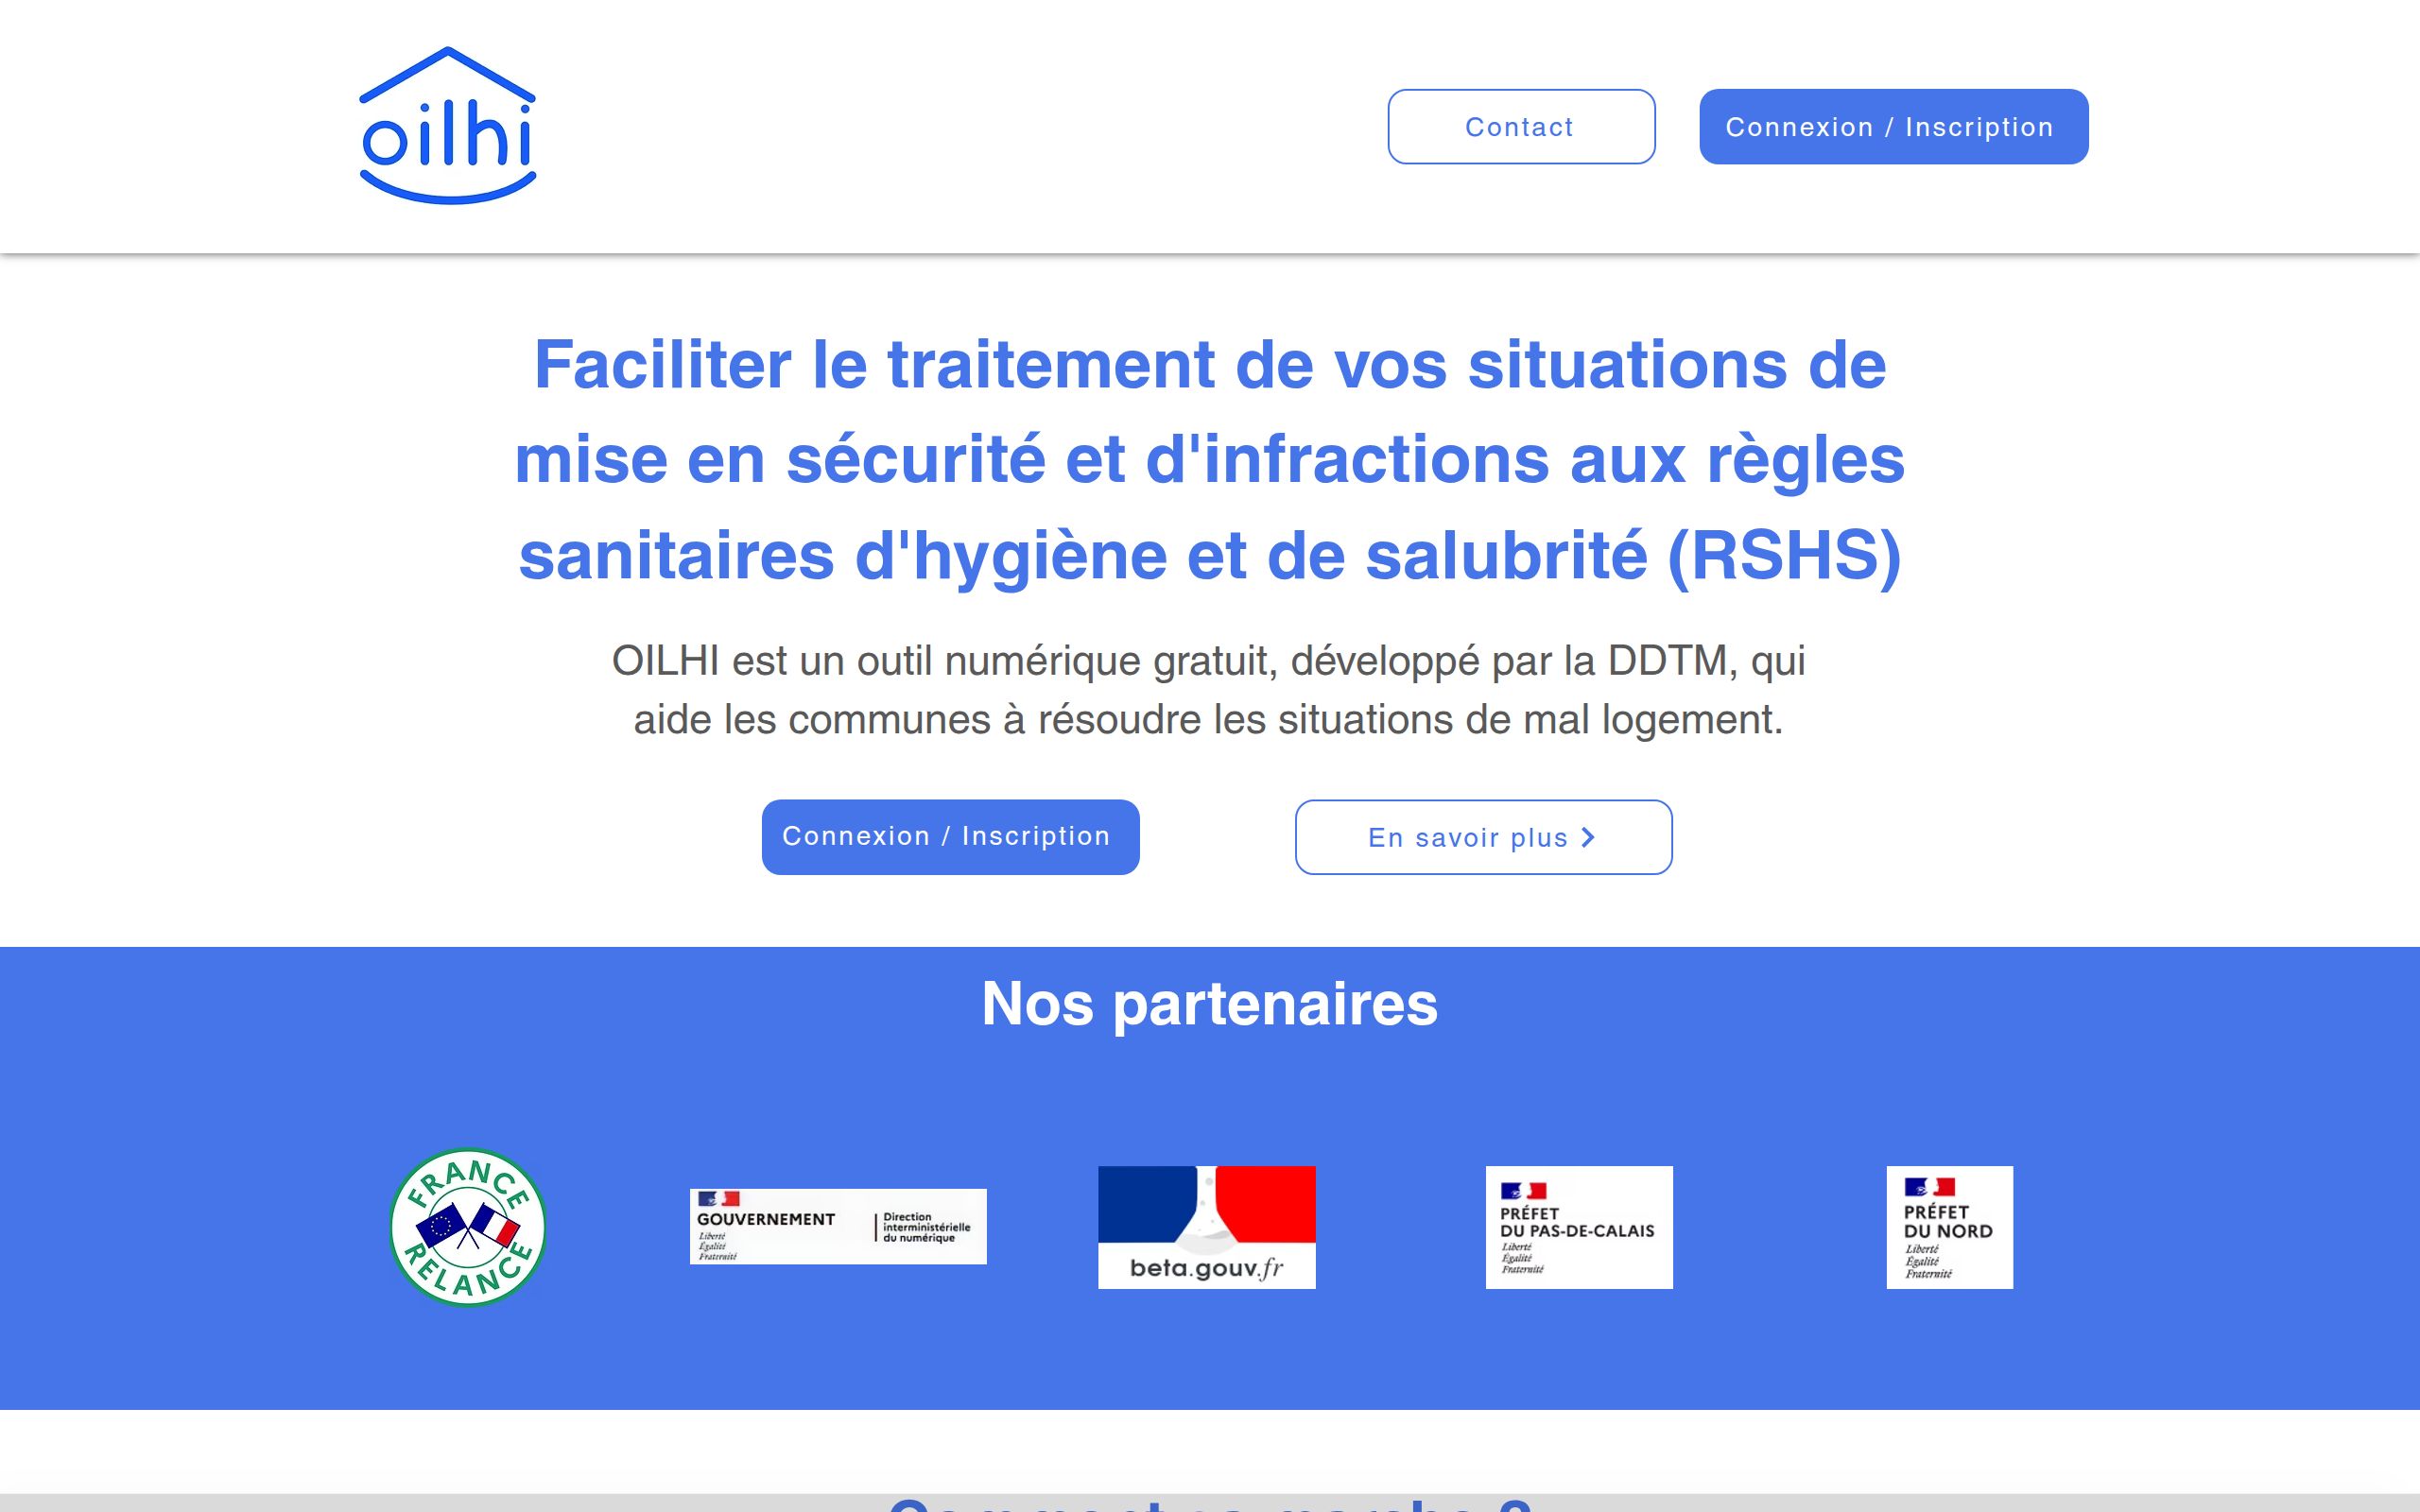 oilhi
Contact
Connexion / Inscription
Faciliter le traitement de vos situations de
mise en sécurité et d'infractions aux règles
sanitaires d'hygiène et de salubrité (RSHS)
OILHI est un outil numérique gratuit, développé par la DDTM, qui
aide les communes à résoudre les situations de mal logement.
Connexion / Inscription
En savoir plus
Nos partenaires
FRANCE
RELANCE
GOUVERNEMENT
Liberté
Égalité
Fraternité
Direction
interministérielle
du numérique
beta.gouv.fr
PRÉFET
DU PAS-DE-CALAIS
Liberté
Égalité
Fraternité
PRÉFET
DU NORD
Liberté
Égalité
Fraternité